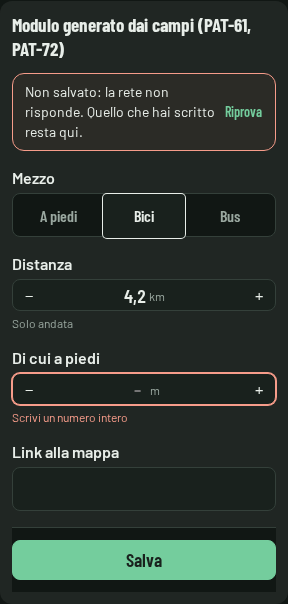 Modulo generato dai campi (PAT-61,
PAT-72)
Non salvato: la rete non
risponde. Quello che hai scritto
resta qui.
Riprova
Mezzo
A piedi Bici Bus
Distanza
− 4,2 km +
Solo andata
Di cui a piedi
− – m +
Scrivi un numero intero
Link alla mappa
Salva